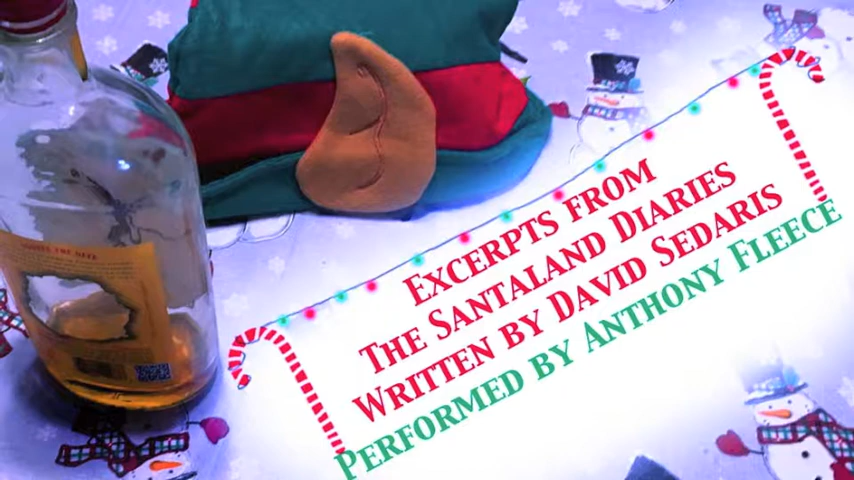 Excerpts from
The Santaland Diaries
Written by David Sedaris
Performed by Anthony Fleece